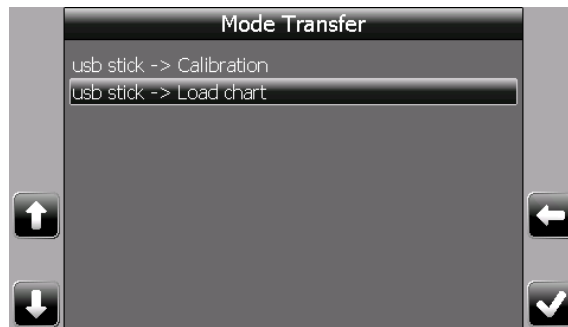 Mode Transfer
usb stick -> Calibration
usb stick -> Load chart